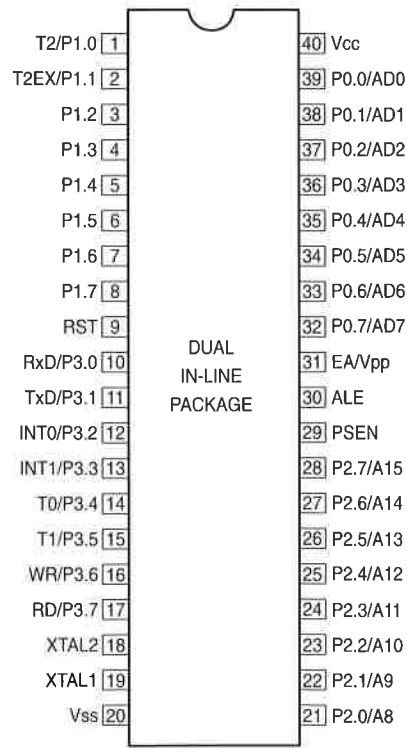 T2/P1.0 1
T2EX/P1.1 2
P1.2 3
P1.3 4
P1.4 5
P1.5 6
P1.6 7
P1.7 8
RST 9
RxD/P3.0 10
TxD/P3.1 11
INT0/P3.2 12
INT1/P3.3 13
T0/P3.4 14
T1/P3.5 15
WR/P3.6 16
RD/P3.7 17
XTAL2 18
XTAL1 19
Vss 20
DUAL
IN-LINE
PACKAGE
40 Vcc
39 P0.0/AD0
38 P0.1/AD1
37 P0.2/AD2
36 P0.3/AD3
35 P0.4/AD4
34 P0.5/AD5
33 P0.6/AD6
32 P0.7/AD7
31 EA/Vpp
30 ALE
29 PSEN
28 P2.7/A15
27 P2.6/A14
26 P2.5/A13
25 P2.4/A12
24 P2.3/A11
23 P2.2/A10
22 P2.1/A9
21 P2.0/A8